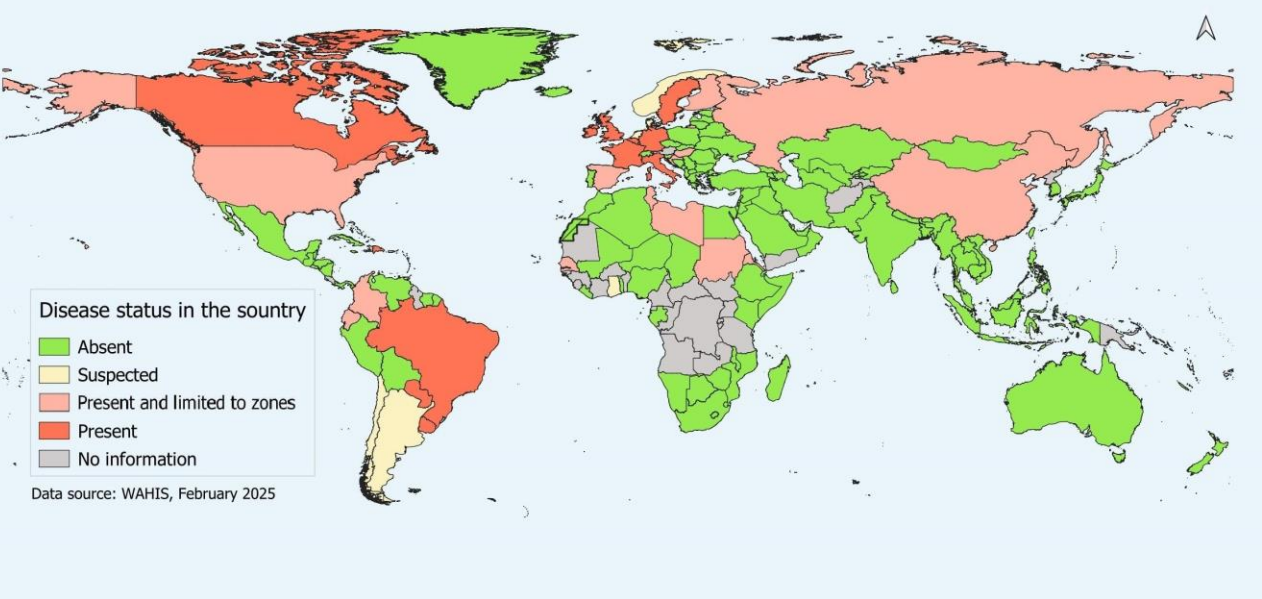 Disease status in the sountry
Absent
Suspected
Present and limited to zones
Present
No information
Data source: WAHIS, February 2025